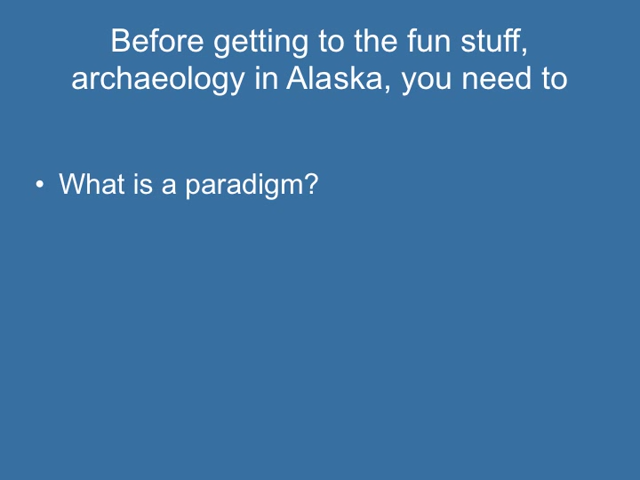 Before getting to the fun stuff,
archaeology in Alaska, you need to
• What is a paradigm?